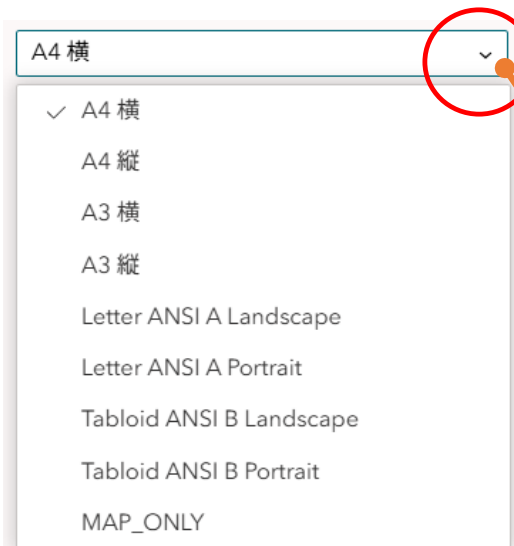 A4 横
A4 横
A4 縦
A3 横
A3 縦
Letter ANSI A Landscape
Letter ANSI A Portrait
Tabloid ANSI B Landscape
Tabloid ANSI B Portrait
MAP_ONLY